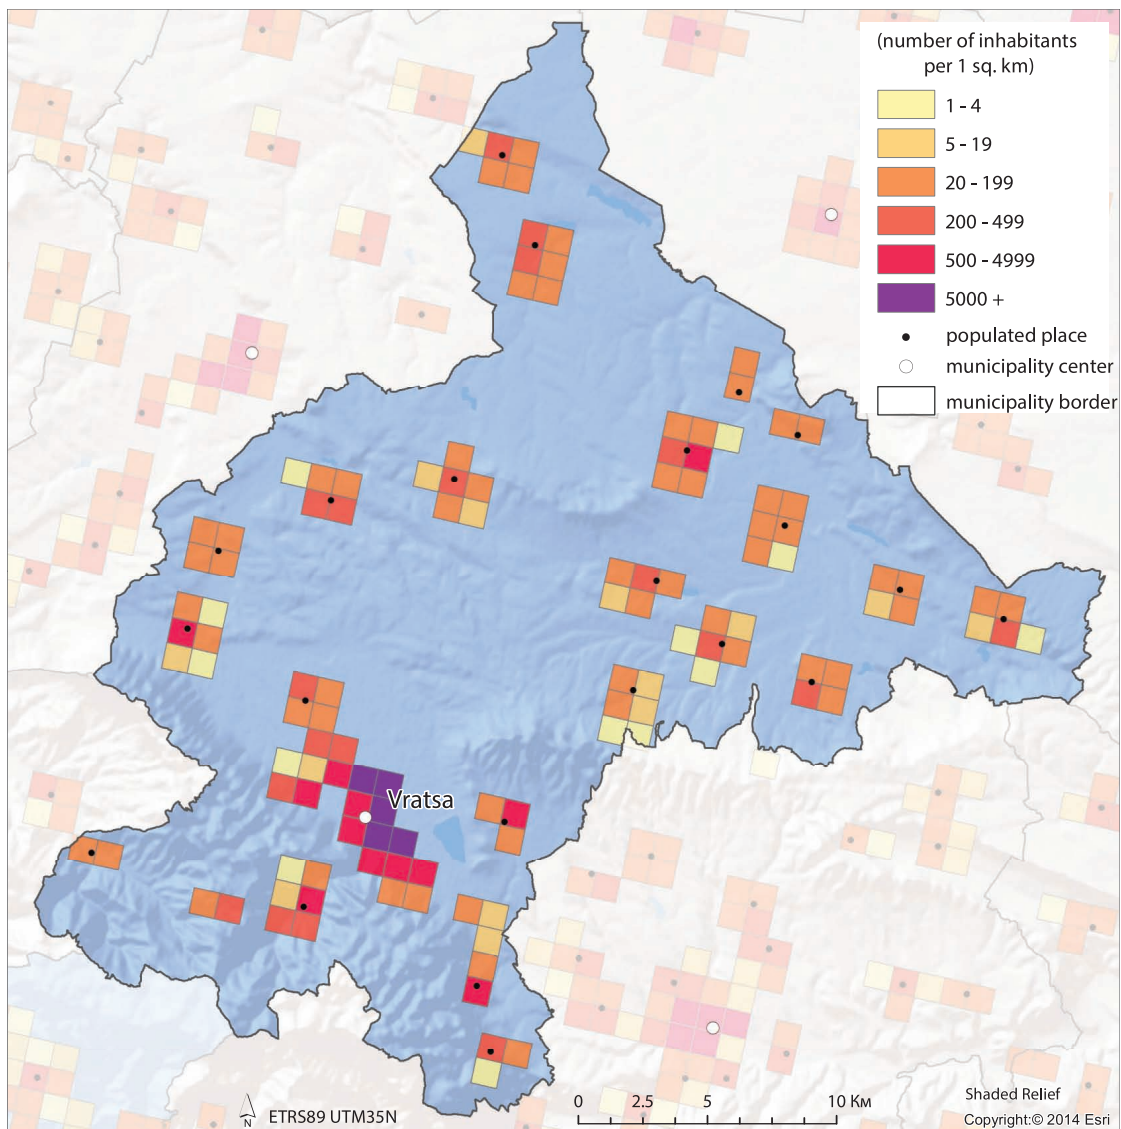 (number of inhabitants
per 1 sq. km)
1 - 4
5 - 19
20 - 199
200 - 499
500 - 4999
5000 +
populated place
municipality center
municipality border
Vratsa
N
ETRS89 UTM35N
0 2.5 5 10 Км
Shaded Relief
Copyright:© 2014 Esri